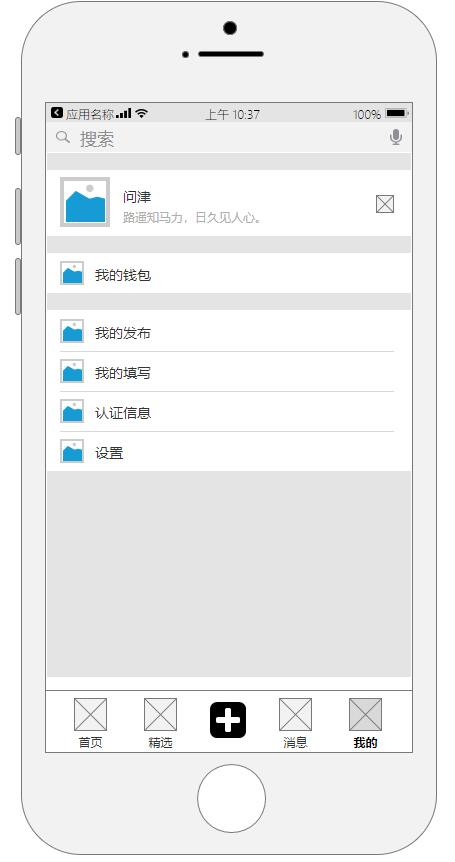 应用名称 上午 10:37 100%
搜索
问津
路遥知马力，日久见人心。
我的钱包
我的发布
我的填写
认证信息
设置
首页 精选 消息 我的